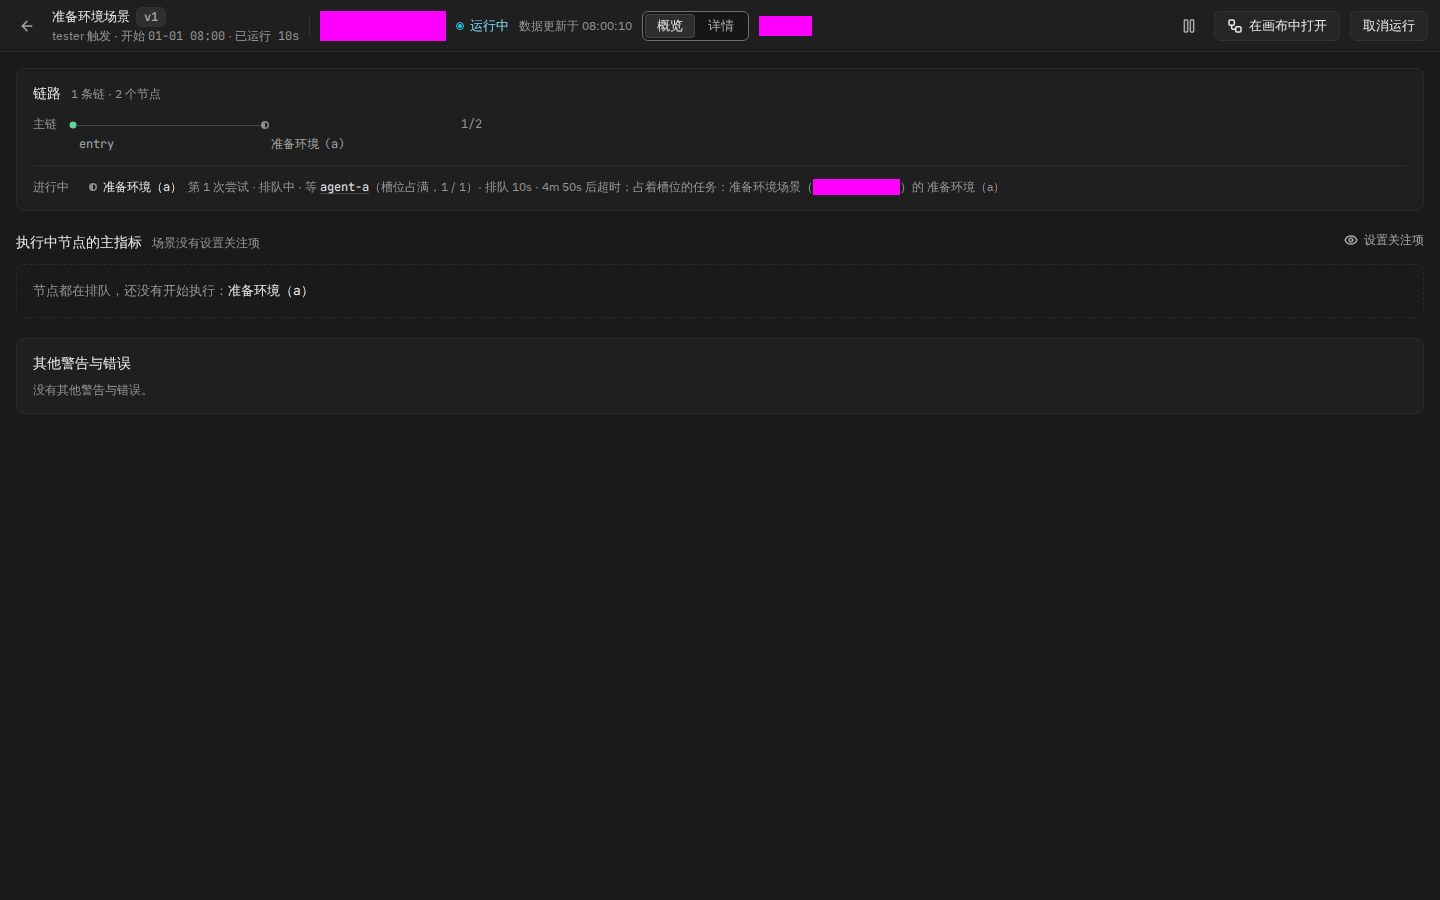 准备环境场景 v1
tester 触发 · 开始 01-01 08:00 · 已运行 10s
运行中 数据更新于 08:00:10 概览 详情
在画布中打开 取消运行
链路 1 条链 · 2 个节点
主链 1/2
entry 准备环境（a）
进行中 准备环境（a） 第 1 次尝试 · 排队中 · 等 agent-a（槽位占满，1 / 1）· 排队 10s · 4m 50s 后超时；占着槽位的任务：准备环境场景（ ）的 准备环境（a）
执行中节点的主指标 场景没有设置关注项 设置关注项
节点都在排队，还没有开始执行：准备环境（a）
其他警告与错误
没有其他警告与错误。